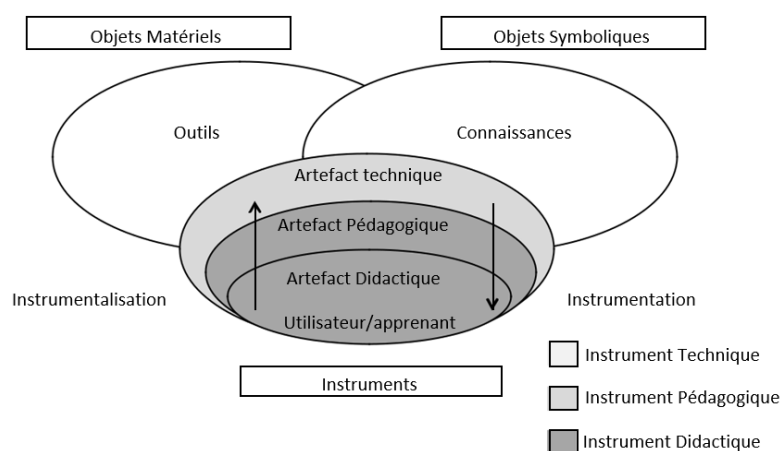 Objets Matériels
Objets Symboliques
Outils
Connaissances
Artefact technique
Artefact Pédagogique
Artefact Didactique
Instrumentalisation
Instrumentation
Utilisateur/apprenant
Instruments
Instrument Technique
Instrument Pédagogique
Instrument Didactique